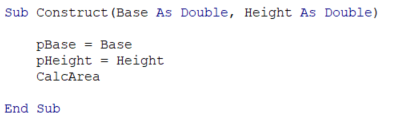 Sub Construct(Base As Double, Height As Double)
pBase = Base
pHeight = Height
CalcArea
End Sub